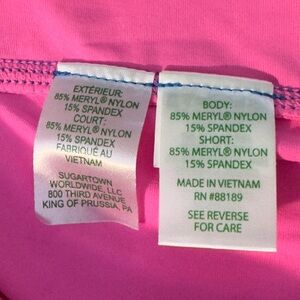 EXTÉRIEUR:
85% MERYL® NYLON
15% SPANDEX
COURT:
85% MERYL® NYLON
15% SPANDEX
FABRIQUÉ AU
VIETNAM
SUGARTOWN
WORLDWIDE, LLC
800 THIRD AVENUE
KING OF PRUSSIA, PA
BODY:
85% MERYL® NYLON
15% SPANDEX
SHORT:
85% MERYL® NYLON
15% SPANDEX
MADE IN VIETNAM
RN #88189
SEE REVERSE
FOR CARE